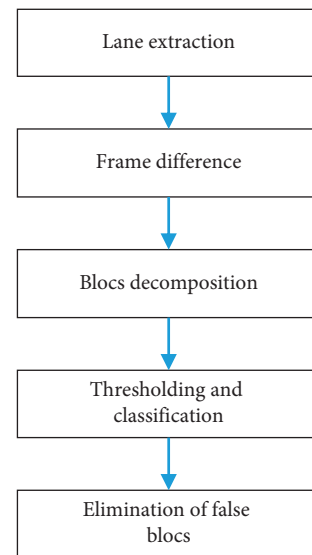 Lane extraction
Frame difference
Blocs decomposition
Thresholding and
classification
Elimination of false
blocs